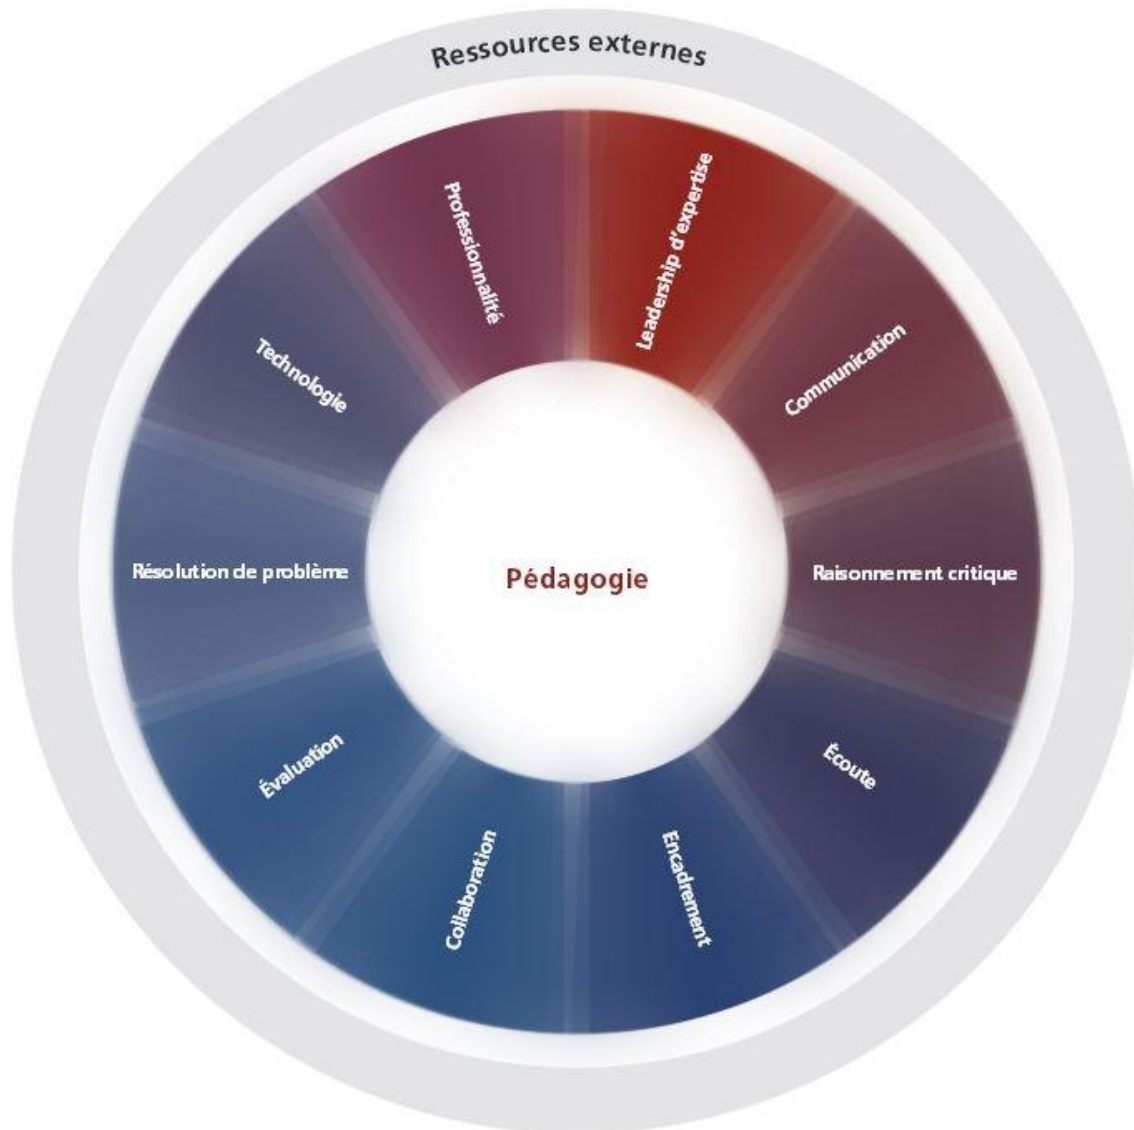 Ressources externes
Leadership d'expertise
Communication
Raisonnement critique
Écoute
Encadrement
Collaboration
Évaluation
Résolution de problème
Technologie
Professionnalité
Pédagogie